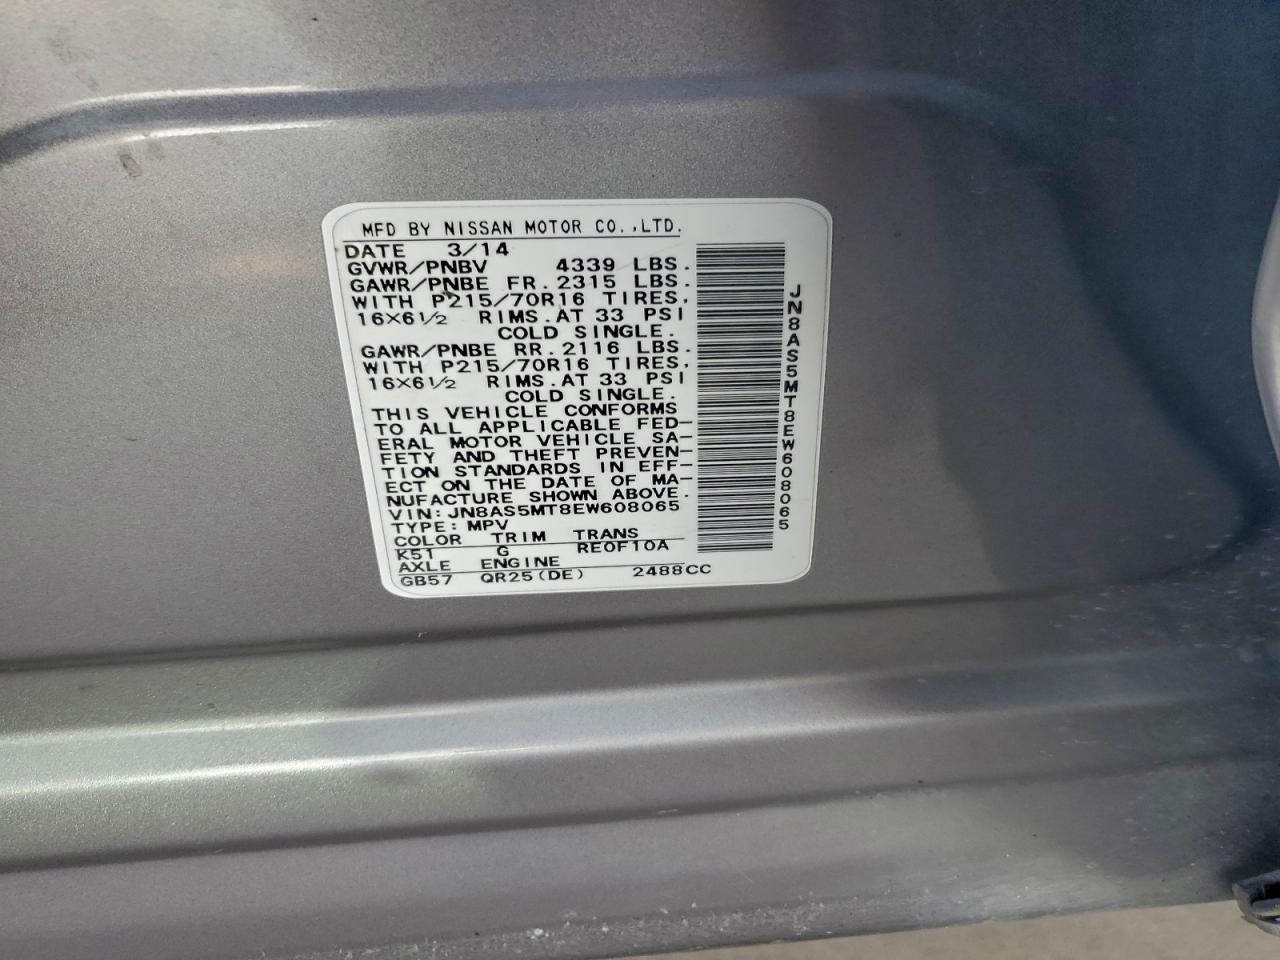 MFD BY NISSAN MOTOR CO.,LTD.
DATE 3/14
GVWR/PNBV 4339 LBS.
GAWR/PNBE FR. 2315 LBS.
WITH P215/70R16 TIRES,
16×6½ RIMS. AT 33 PSI
COLD SINGLE.
GAWR/PNBE RR. 2116 LBS.
WITH P215/70R16 TIRES,
16×6½ RIMS. AT 33 PSI
COLD SINGLE.
THIS VEHICLE CONFORMS
TO ALL APPLICABLE FED-
ERAL MOTOR VEHICLE SA-
FETY AND THEFT PREVEN-
TION STANDARDS IN EFF-
ECT ON THE DATE OF MA-
NUFACTURE SHOWN ABOVE.
VIN: JN8AS5MT8EW608065
TYPE: MPV
COLOR TRIM TRANS
K51 G RE0F10A
AXLE ENGINE
GB57 QR25(DE) 2488CC
JN8AS5MT8EW608065